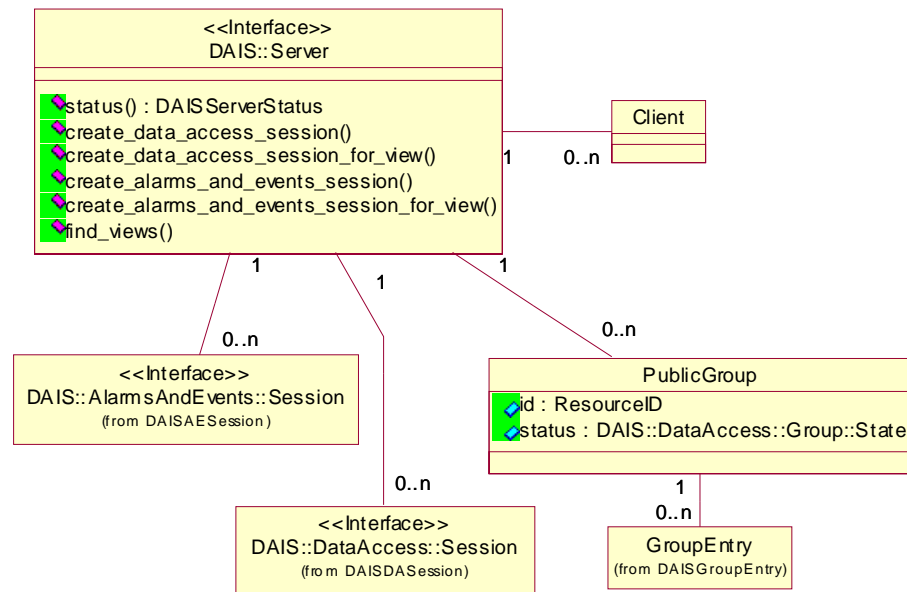 <<Interface>>
DAIS::Server
status() : DAISServerStatus
create_data_access_session()
create_data_access_session_for_view()
create_alarms_and_events_session()
create_alarms_and_events_session_for_view()
find_views()
Client
1
0..n
1
1
1
0..n
0..n
<<Interface>>
DAIS::AlarmsAndEvents::Session
(from DAISAESession)
PublicGroup
id : ResourceID
status : DAIS::DataAccess::Group::State
1
0..n
0..n
<<Interface>>
DAIS::DataAccess::Session
(from DAISDASession)
GroupEntry
(from DAISGroupEntry)